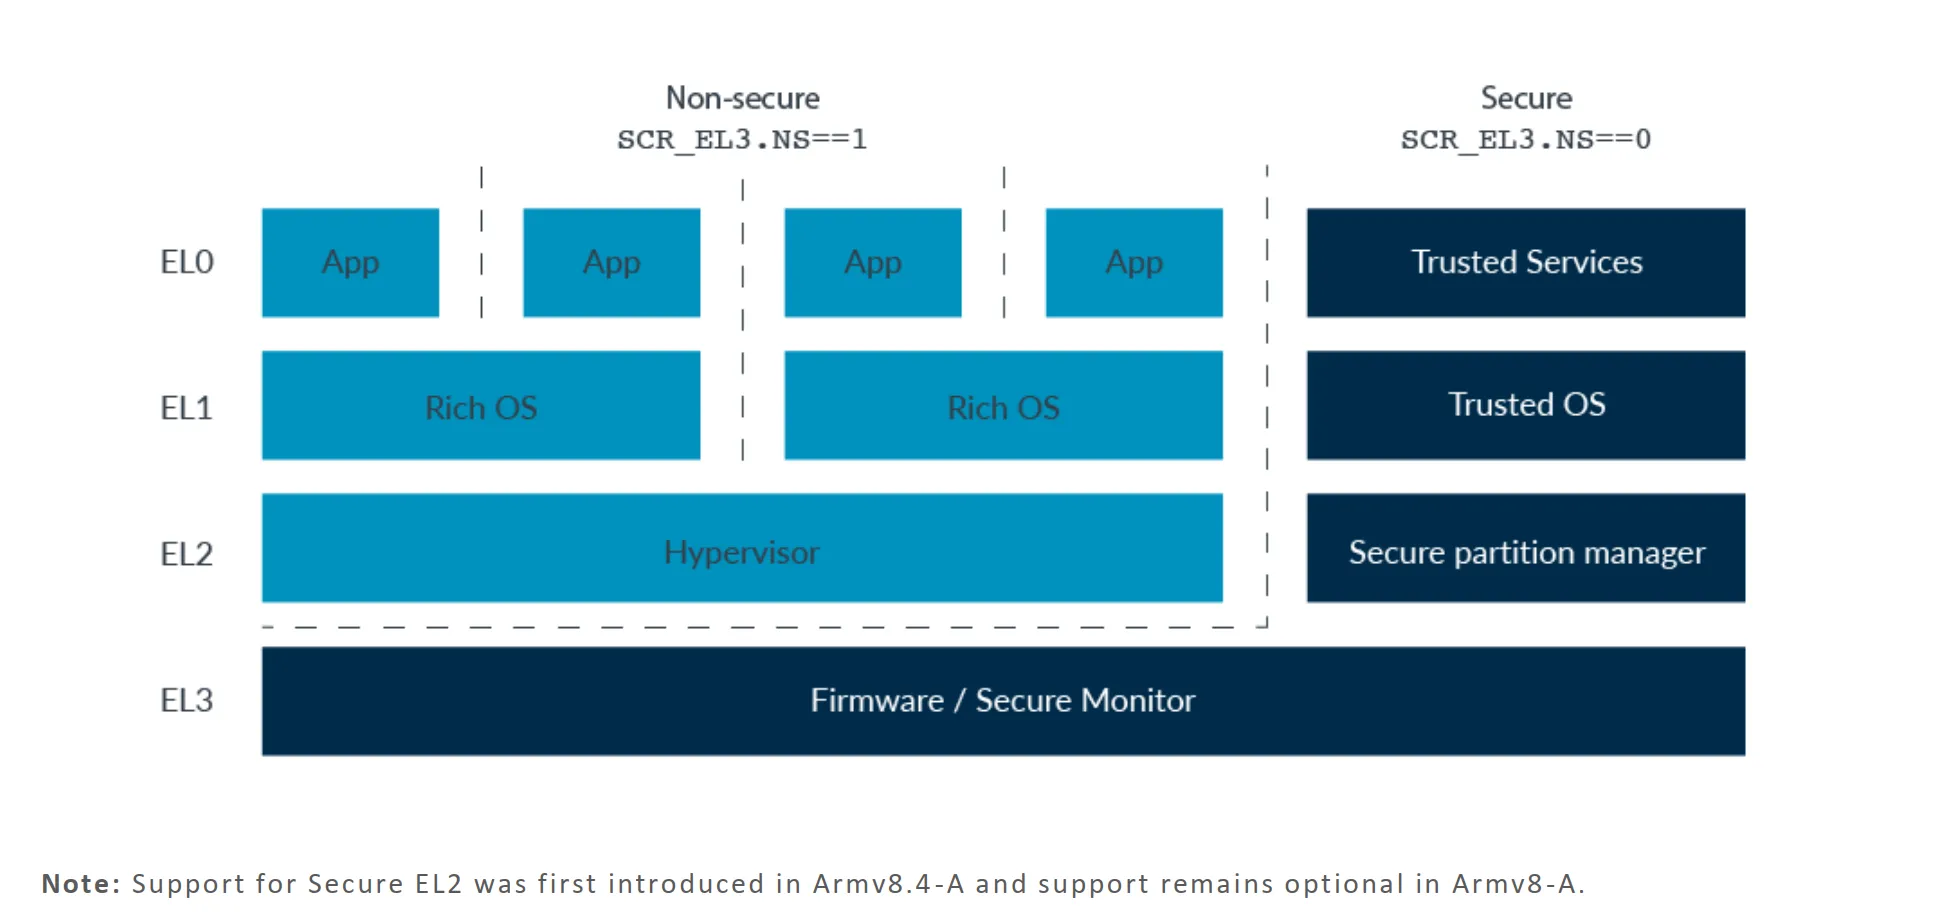 Non-secure
SCR_EL3.NS==1
Secure
SCR_EL3.NS==0
EL0
App
App
App
App
Trusted Services
EL1
Rich OS
Rich OS
Trusted OS
EL2
Hypervisor
Secure partition manager
EL3
Firmware / Secure Monitor
Note: Support for Secure EL2 was first introduced in Armv8.4-A and support remains optional in Armv8-A.